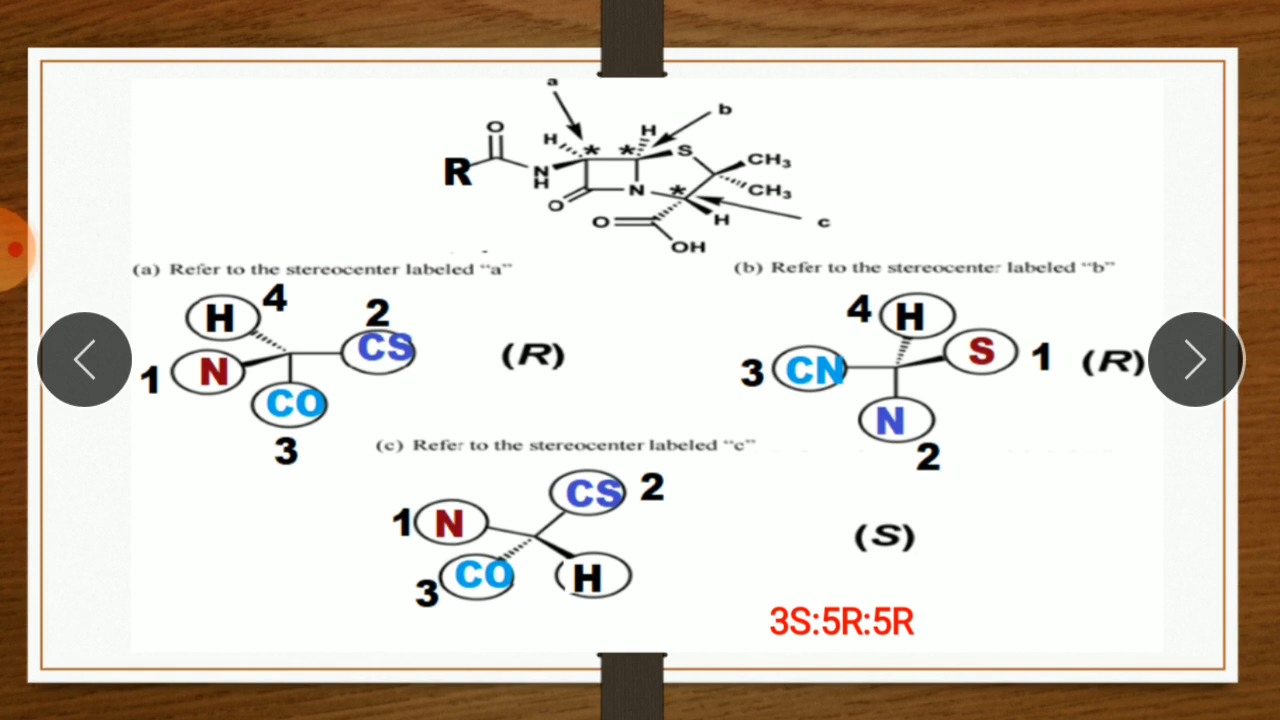 a
b
O
H
H
S
CH3
R
* * *
N
H
N
CH3
O
O
H
c
OH
(a) Refer to the stereocenter labeled "a"
(b) Refer to the stereocenter labeled "b"
H 4
2
CS
1 N
CO
3
(R)
4 H
3 CN
S 1
(R)
N
2
(c) Refer to the stereocenter labeled "c"
CS 2
1 N
3 CO
H
(S)
3S:5R:5R